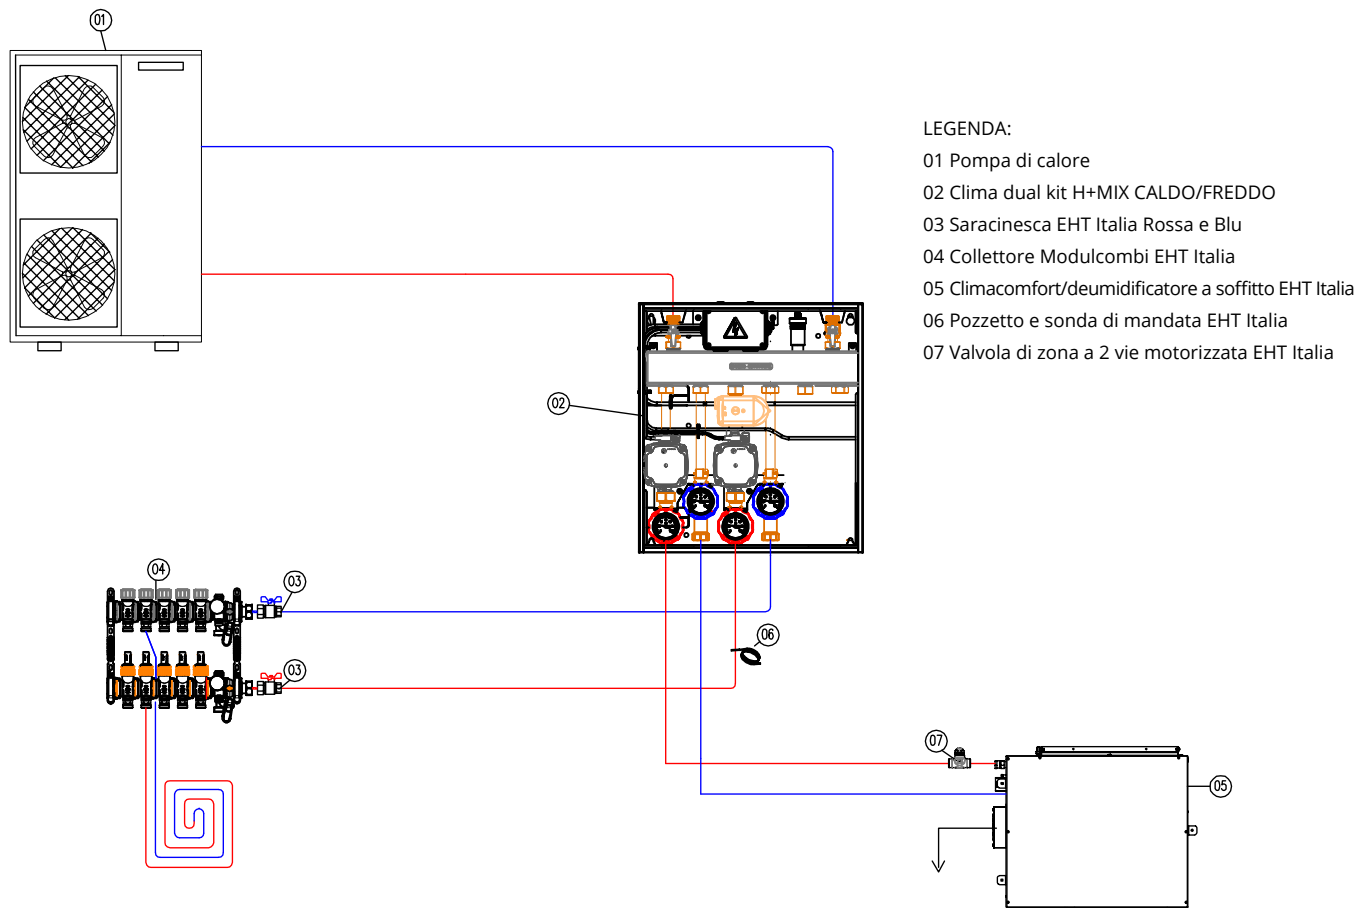 01
LEGENDA:
01 Pompa di calore
02 Clima dual kit H+MIX CALDO/FREDDO
03 Saracinesca EHT Italia Rossa e Blu
04 Collettore Modulcombi EHT Italia
05 Climacomfort/deumidificatore a soffitto EHT Italia
06 Pozzetto e sonda di mandata EHT Italia
07 Valvola di zona a 2 vie motorizzata EHT Italia
02
04
03
06
03
07
05